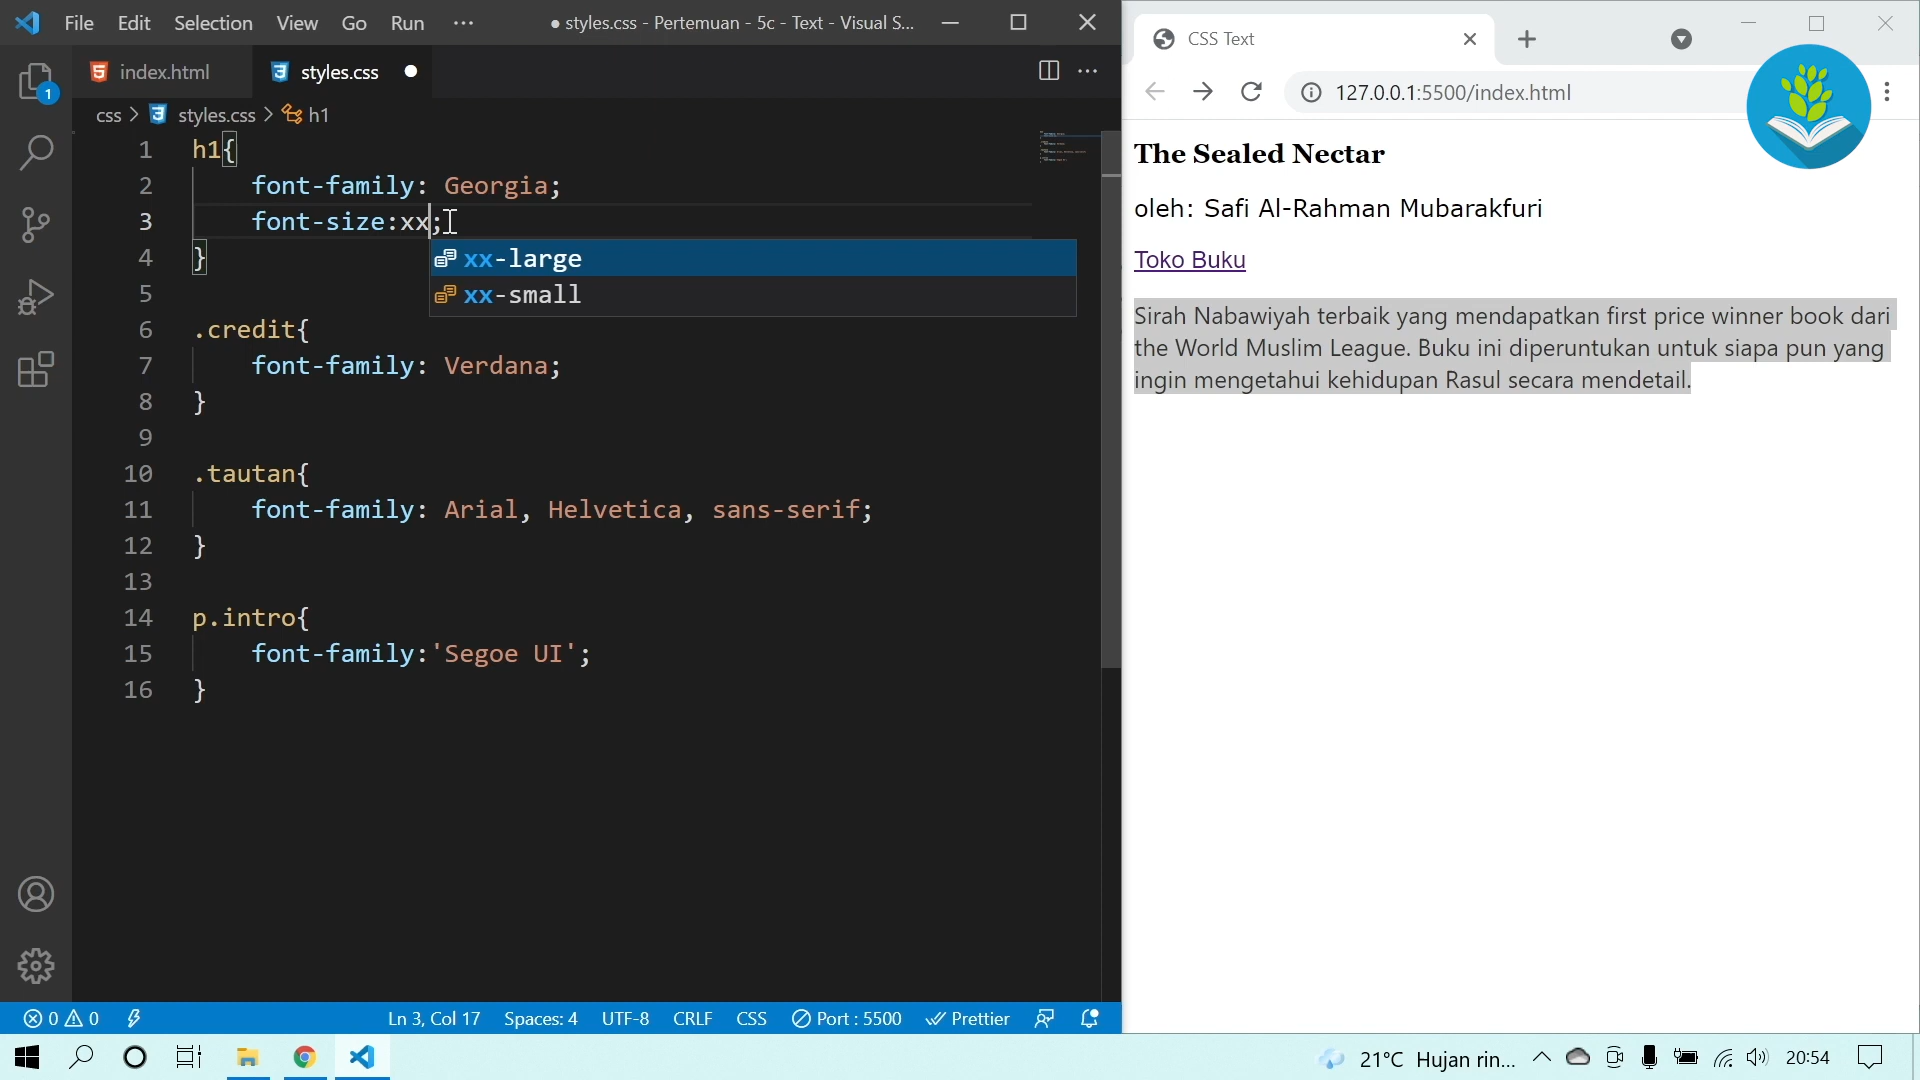 File Edit Selection View Go Run ··· ● styles.css - Pertemuan - 5c - Text - Visual S...
index.html styles.css
css > styles.css > h1
1 h1{
2 font-family: Georgia;
3 font-size:xx;
xx-large
xx-small
4 }
5
6 .credit{
7 font-family: Verdana;
8 }
9
10 .tautan{
11 font-family: Arial, Helvetica, sans-serif;
12 }
13
14 p.intro{
15 font-family:'Segoe UI';
16 }
1
0 0 Ln 3, Col 17 Spaces: 4 UTF-8 CRLF CSS Port : 5500 Prettier
CSS Text
127.0.0.1:5500/index.html
The Sealed Nectar
oleh: Safi Al-Rahman Mubarakfuri
Toko Buku
Sirah Nabawiyah terbaik yang mendapatkan first price winner book dari
the World Muslim League. Buku ini diperuntukan untuk siapa pun yang
ingin mengetahui kehidupan Rasul secara mendetail.
21°C Hujan rin... 20:54